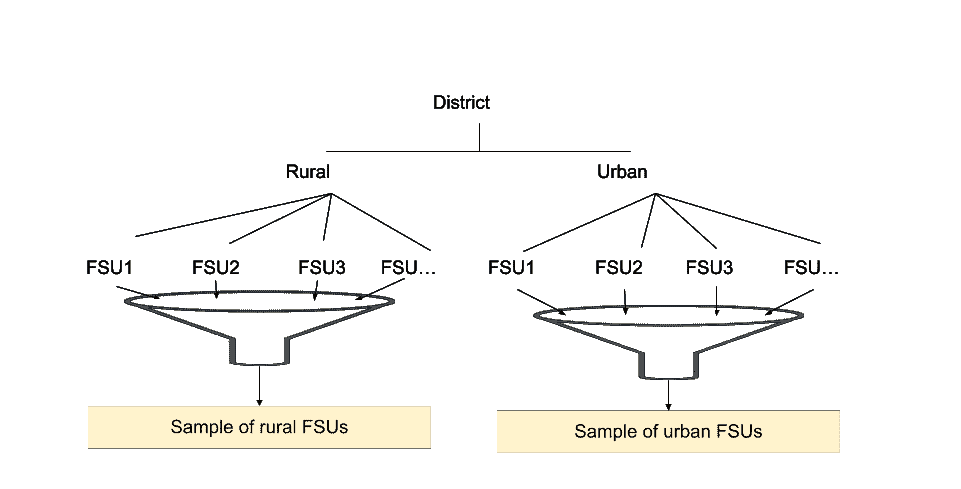 District
Rural Urban
FSU1 FSU2 FSU3 FSU... FSU1 FSU2 FSU3 FSU...
Sample of rural FSUs
Sample of urban FSUs